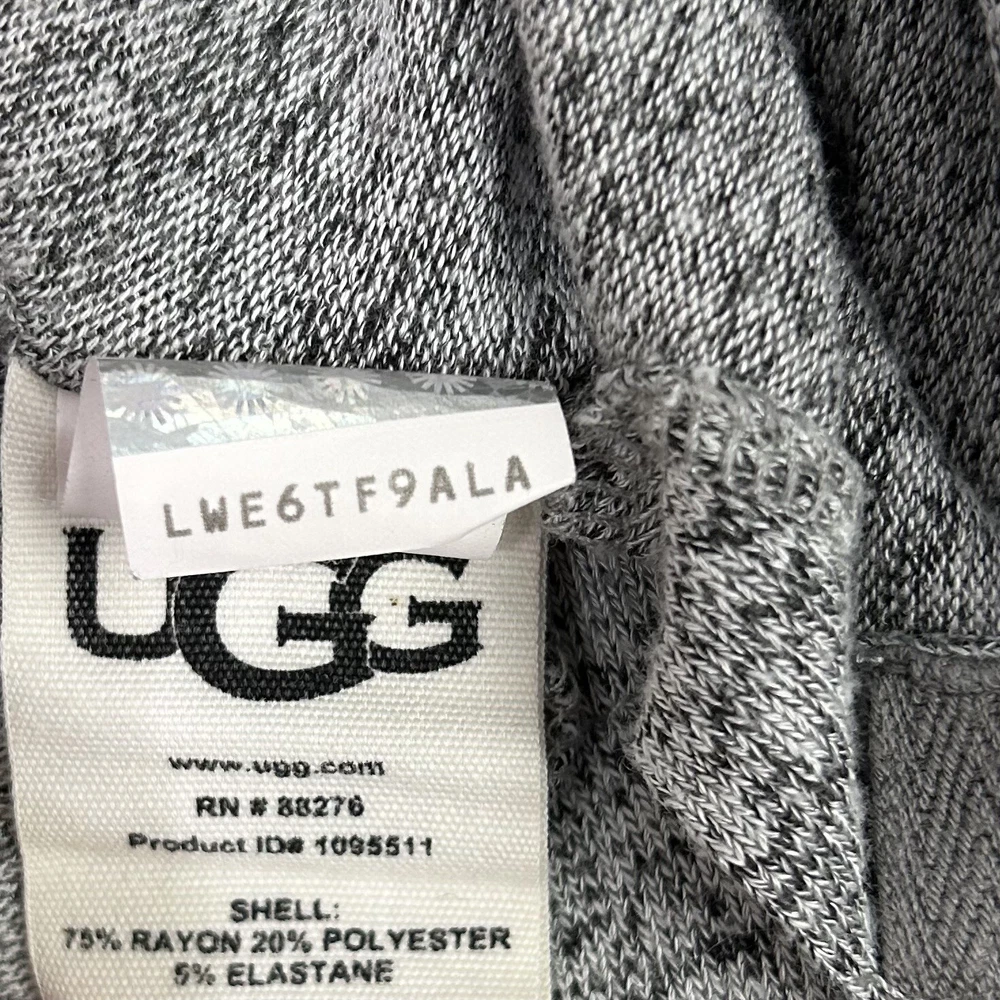 LWE6TF9ALA
UGG
www.ugg.com
RN # 88276
Product ID# 1095511
SHELL:
75% RAYON 20% POLYESTER
5% ELASTANE